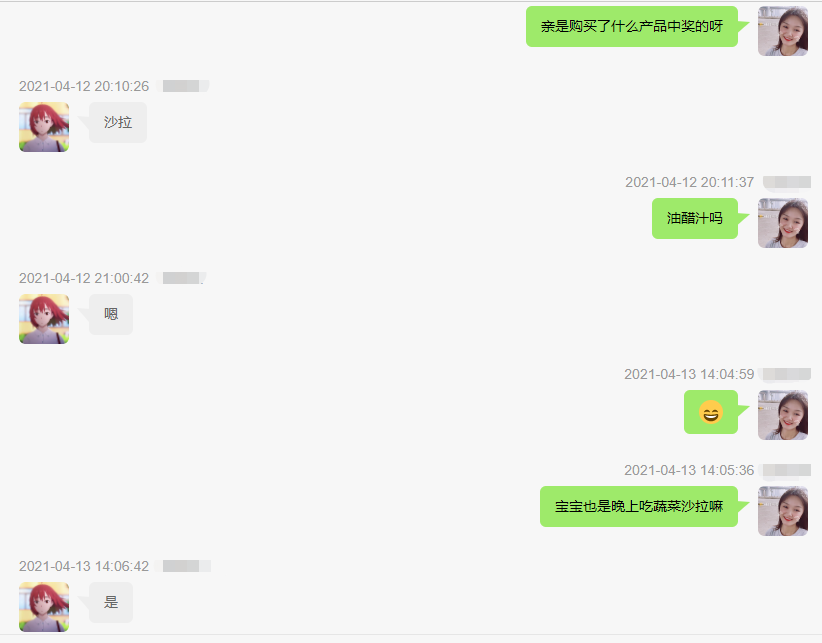 亲是购买了什么产品中奖的呀
2021-04-12 20:10:26
沙拉
2021-04-12 20:11:37
油醋汁吗
2021-04-12 21:00:42
嗯
2021-04-13 14:04:59
😄
2021-04-13 14:05:36
宝宝也是晚上吃蔬菜沙拉嘛
2021-04-13 14:06:42
是